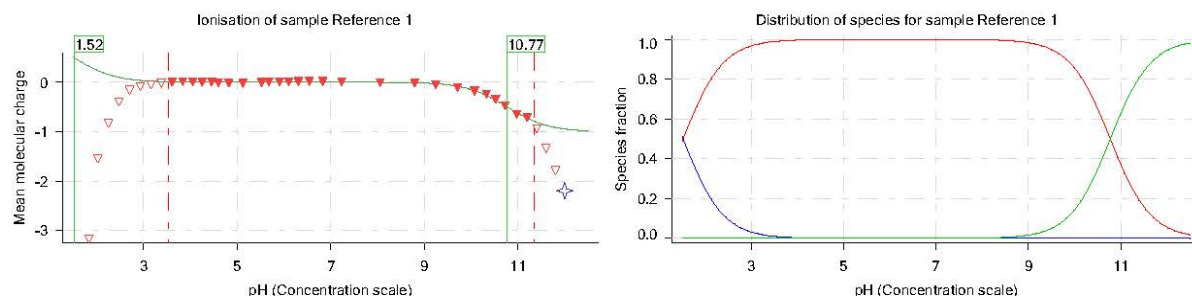 Ionisation of sample Reference 1
1.52
10.77
0
-1
-2
-3
Mean molecular charge
3 5 7 9 11
pH (Concentration scale)
Distribution of species for sample Reference 1
1.0
0.8
0.6
0.4
0.2
0.0
Species fraction
3 5 7 9 11
pH (Concentration scale)